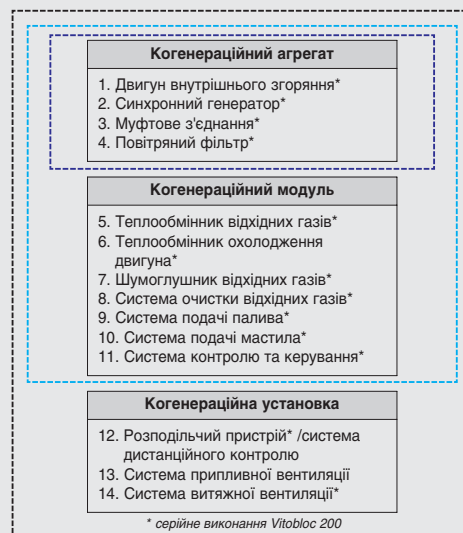 Когенераційний агрегат
1. Двигун внутрішнього згоряння*
2. Синхронний генератор*
3. Муфтове з'єднання*
4. Повітряний фільтр*
Когенераційний модуль
5. Теплообмінник відхідних газів*
6. Теплообмінник охолодження
двигуна*
7. Шумоглушник відхідних газів*
8. Система очистки відхідних газів*
9. Система подачі палива*
10. Система подачі мастила*
11. Система контролю та керування*
Когенераційна установка
12. Розподільчий пристрій* /система
дистанційного контролю
13. Система припливної вентиляції
14. Система витяжної вентиляції*
* серійне виконання Vitobloc 200